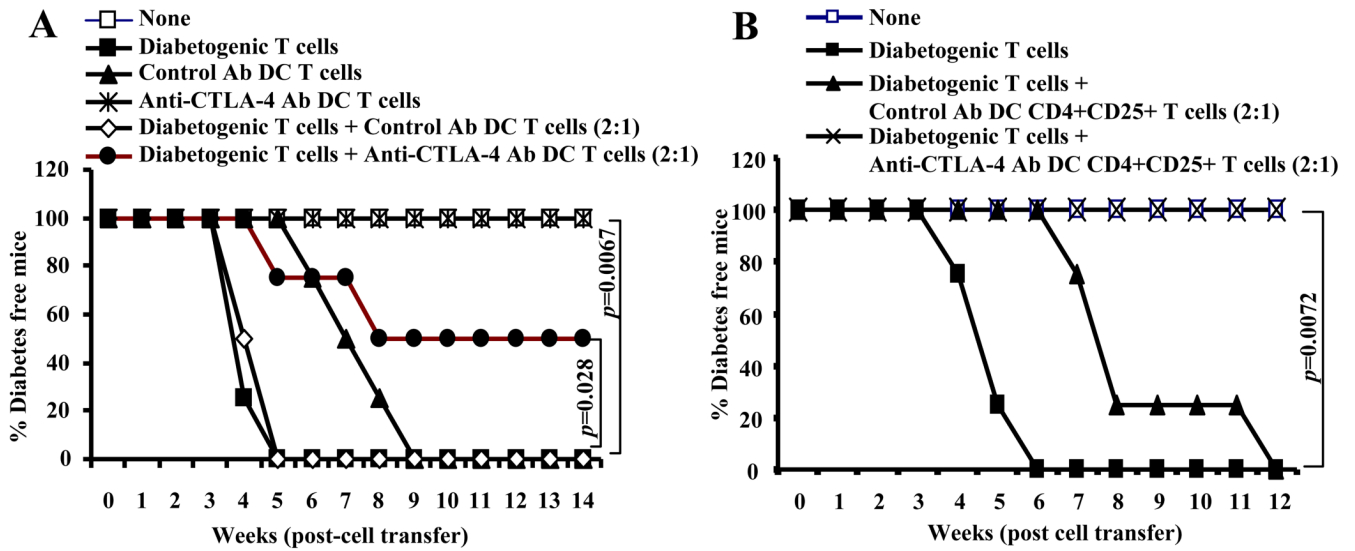 A
None
Diabetogenic T cells
Control Ab DC T cells
Anti-CTLA-4 Ab DC T cells
Diabetogenic T cells + Control Ab DC T cells (2:1)
Diabetogenic T cells + Anti-CTLA-4 Ab DC T cells (2:1)
% Diabetes free mice
120
100
80
60
40
20
0
0 1 2 3 4 5 6 7 8 9 10 11 12 13 14
Weeks (post-cell transfer)
p=0.0067
p=0.028
B
None
Diabetogenic T cells
Diabetogenic T cells +
Control Ab DC CD4+CD25+ T cells (2:1)
Diabetogenic T cells +
Anti-CTLA-4 Ab DC CD4+CD25+ T cells (2:1)
% Diabetes free mice
120
100
80
60
40
20
0
0 1 2 3 4 5 6 7 8 9 10 11 12
Weeks (post cell transfer)
p=0.0072